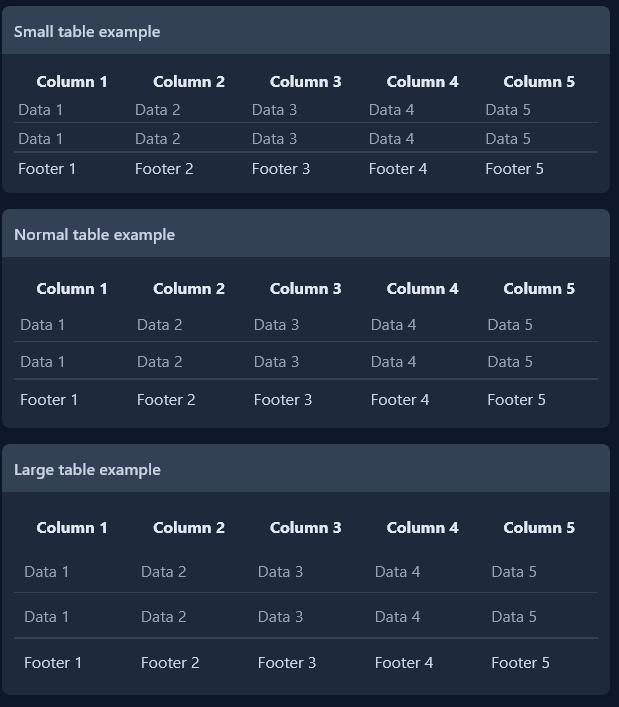 Small table example
Column 1 Column 2 Column 3 Column 4 Column 5
Data 1 Data 2 Data 3 Data 4 Data 5
Data 1 Data 2 Data 3 Data 4 Data 5
Footer 1 Footer 2 Footer 3 Footer 4 Footer 5
Normal table example
Column 1 Column 2 Column 3 Column 4 Column 5
Data 1 Data 2 Data 3 Data 4 Data 5
Data 1 Data 2 Data 3 Data 4 Data 5
Footer 1 Footer 2 Footer 3 Footer 4 Footer 5
Large table example
Column 1 Column 2 Column 3 Column 4 Column 5
Data 1 Data 2 Data 3 Data 4 Data 5
Data 1 Data 2 Data 3 Data 4 Data 5
Footer 1 Footer 2 Footer 3 Footer 4 Footer 5